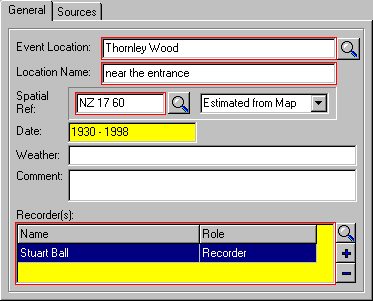 General Sources
Event Location: Thornley Wood
Location Name: near the entrance
Spatial Ref: NZ 17 60 Estimated from Map
Date: 1930 - 1998
Weather:
Comment:
Recorder(s):
Name Role
Stuart Ball Recorder